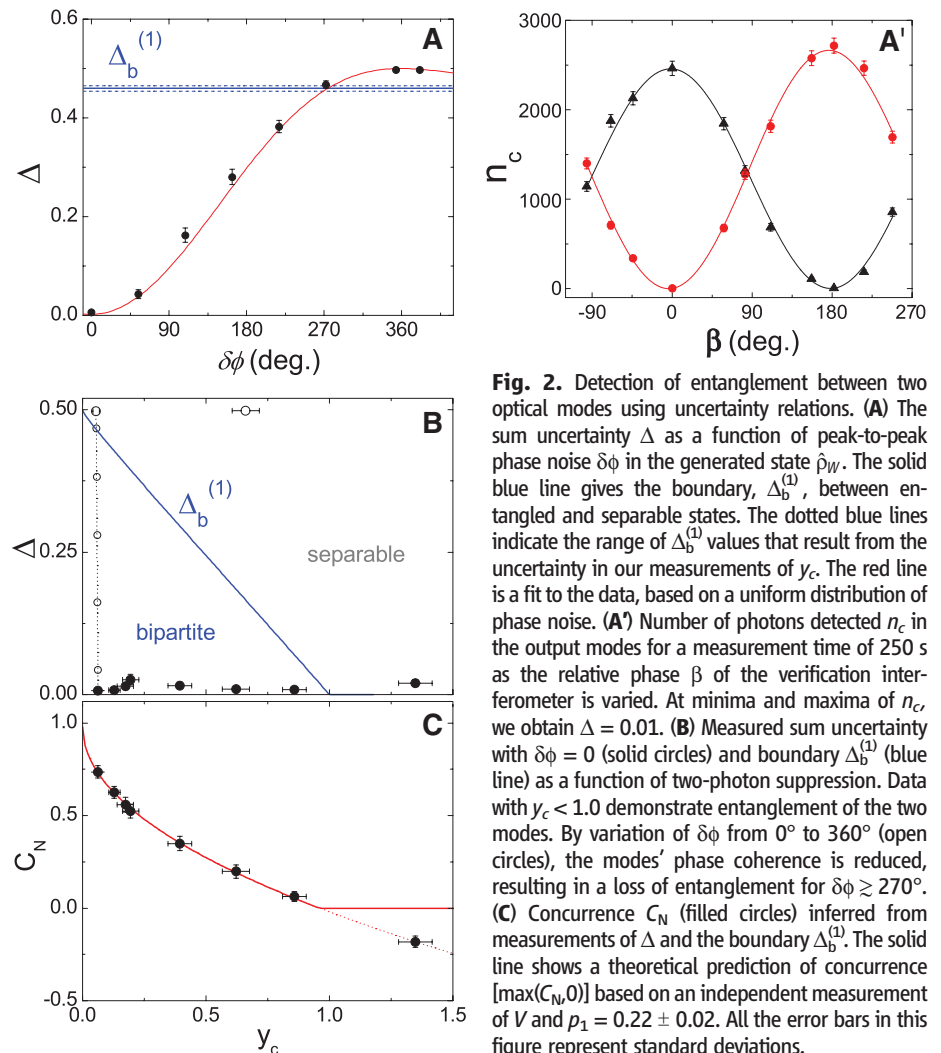 A
Δb(1)
0.6
0.4
0.2
0.0
Δ
0
90
180
270
360
δϕ (deg.)
A'
3000
2000
1000
0
nc
-90
0
90
180
270
β (deg.)
B
Δb(1)
0.50
0.25
0.00
Δ
separable
bipartite
C
1.0
0.5
0.0
-0.5
CN
0.0
0.5
1.0
1.5
yc
Fig. 2. Detection of entanglement between two
optical modes using uncertainty relations. (A) The
sum uncertainty Δ as a function of peak-to-peak
phase noise δϕ in the generated state ρ̂W. The solid
blue line gives the boundary, Δb(1), between en-
tangled and separable states. The dotted blue lines
indicate the range of Δb(1) values that result from the
uncertainty in our measurements of yc. The red line
is a fit to the data, based on a uniform distribution of
phase noise. (A') Number of photons detected nc in
the output modes for a measurement time of 250 s
as the relative phase β of the verification inter-
ferometer is varied. At minima and maxima of nc,
we obtain Δ = 0.01. (B) Measured sum uncertainty
with δϕ = 0 (solid circles) and boundary Δb(1) (blue
line) as a function of two-photon suppression. Data
with yc < 1.0 demonstrate entanglement of the two
modes. By variation of δϕ from 0° to 360° (open
circles), the modes' phase coherence is reduced,
resulting in a loss of entanglement for δϕ ≳ 270°.
(C) Concurrence CN (filled circles) inferred from
measurements of Δ and the boundary Δb(1). The solid
line shows a theoretical prediction of concurrence
[max(CN,0)] based on an independent measurement
of V and p1 = 0.22 ± 0.02. All the error bars in this
figure represent standard deviations.